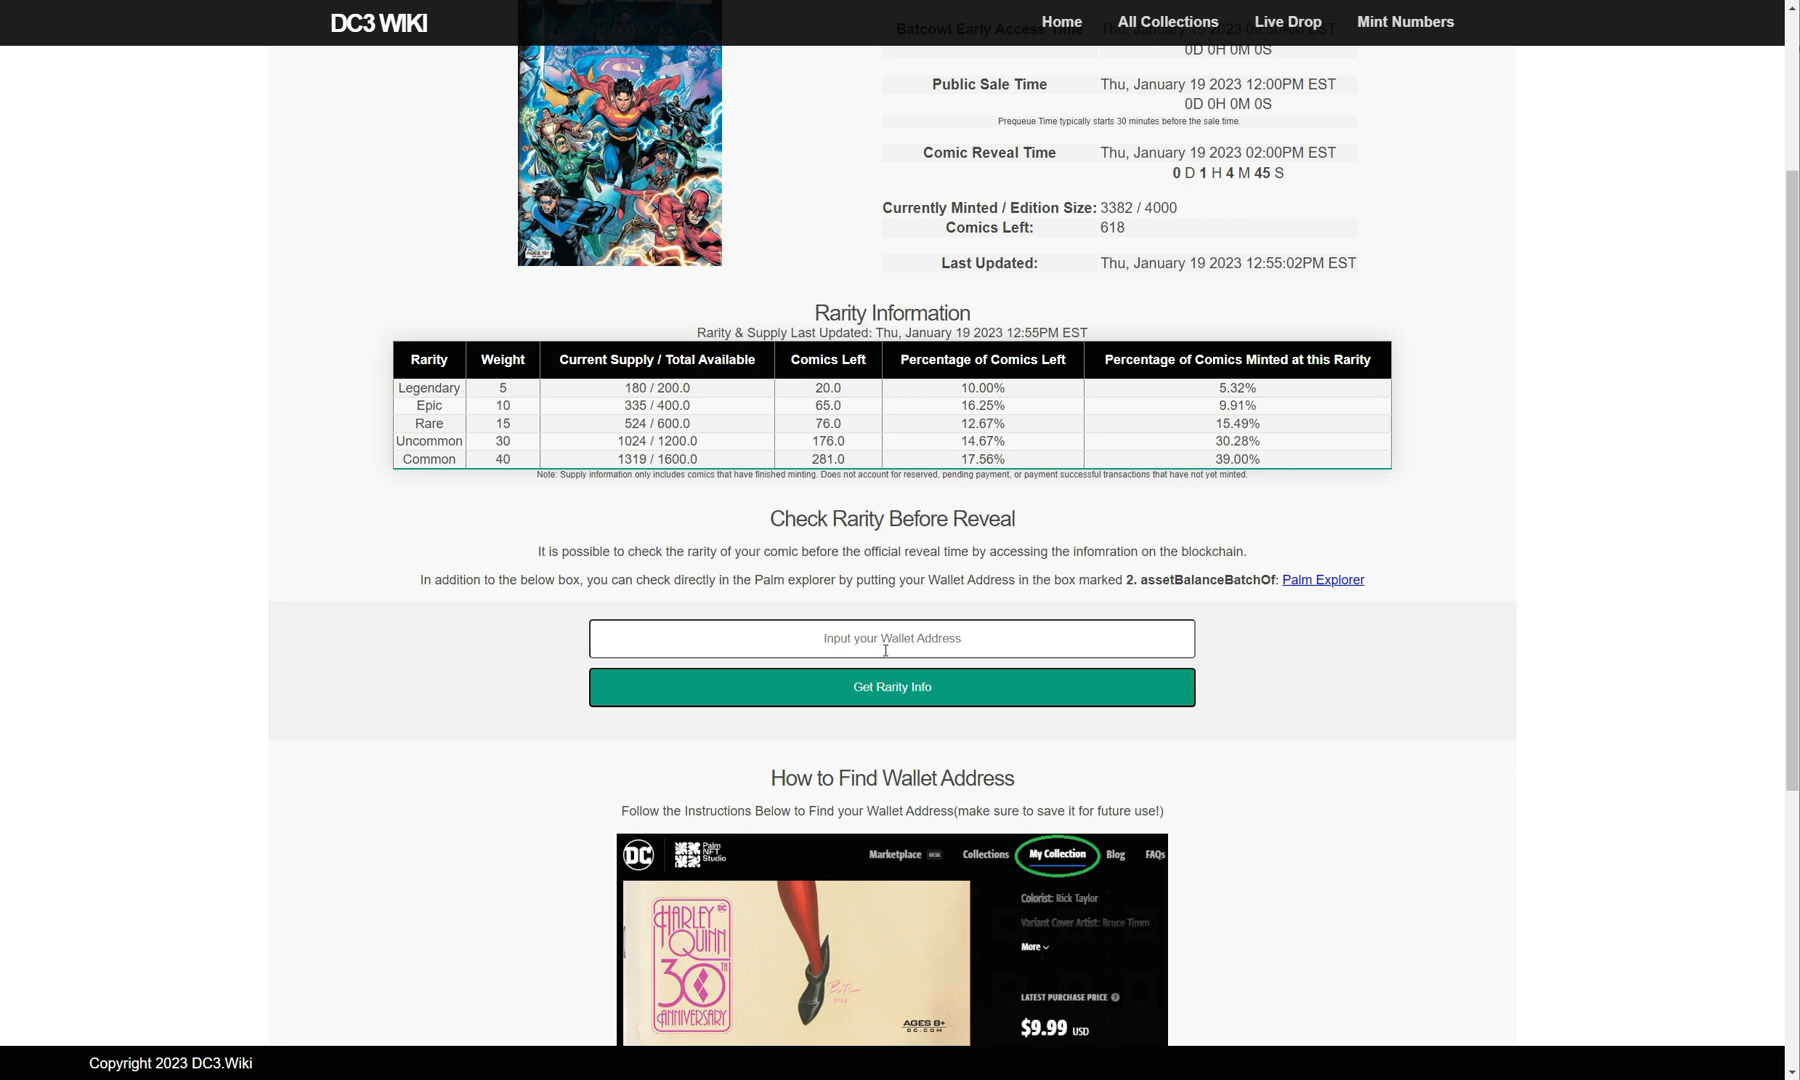 DC3 WIKI
Home
All Collections
Live Drop
Mint Numbers
Batcowl Early Access Time Thu, January 19 2023 09:30AM EST
0D 0H 0M 0S
Public Sale Time Thu, January 19 2023 12:00PM EST
0D 0H 0M 0S
Prequeue Time typically starts 30 minutes before the sale time.
Comic Reveal Time Thu, January 19 2023 02:00PM EST
0 D 1 H 4 M 45 S
Currently Minted / Edition Size: 3382 / 4000
Comics Left: 618
Last Updated: Thu, January 19 2023 12:55:02PM EST
Rarity Information
Rarity & Supply Last Updated: Thu, January 19 2023 12:55PM EST
Rarity Weight Current Supply / Total Available Comics Left Percentage of Comics Left Percentage of Comics Minted at this Rarity
Legendary 5 180 / 200.0 20.0 10.00% 5.32%
Epic 10 335 / 400.0 65.0 16.25% 9.91%
Rare 15 524 / 600.0 76.0 12.67% 15.49%
Uncommon 30 1024 / 1200.0 176.0 14.67% 30.28%
Common 40 1319 / 1600.0 281.0 17.56% 39.00%
Note: Supply information only includes comics that have finished minting. Does not account for reserved, pending payment, or payment successful transactions that have not yet minted.
Check Rarity Before Reveal
It is possible to check the rarity of your comic before the official reveal time by accessing the infomration on the blockchain.
In addition to the below box, you can check directly in the Palm explorer by putting your Wallet Address in the box marked 2. assetBalanceBatchOf: Palm Explorer
Input your Wallet Address
Get Rarity Info
How to Find Wallet Address
Follow the Instructions Below to Find your Wallet Address(make sure to save it for future use!)
DC
Palm
NFT
Studio
Marketplace BETA Collections My Collection Blog FAQs
Colorist: Rick Taylor
Variant Cover Artist: Bruce Timm
More
HARLEY
QUINN
30TH
ANNIVERSARY
AGES 8+
DC.COM
LATEST PURCHASE PRICE
$9.99 USD
Copyright 2023 DC3.Wiki